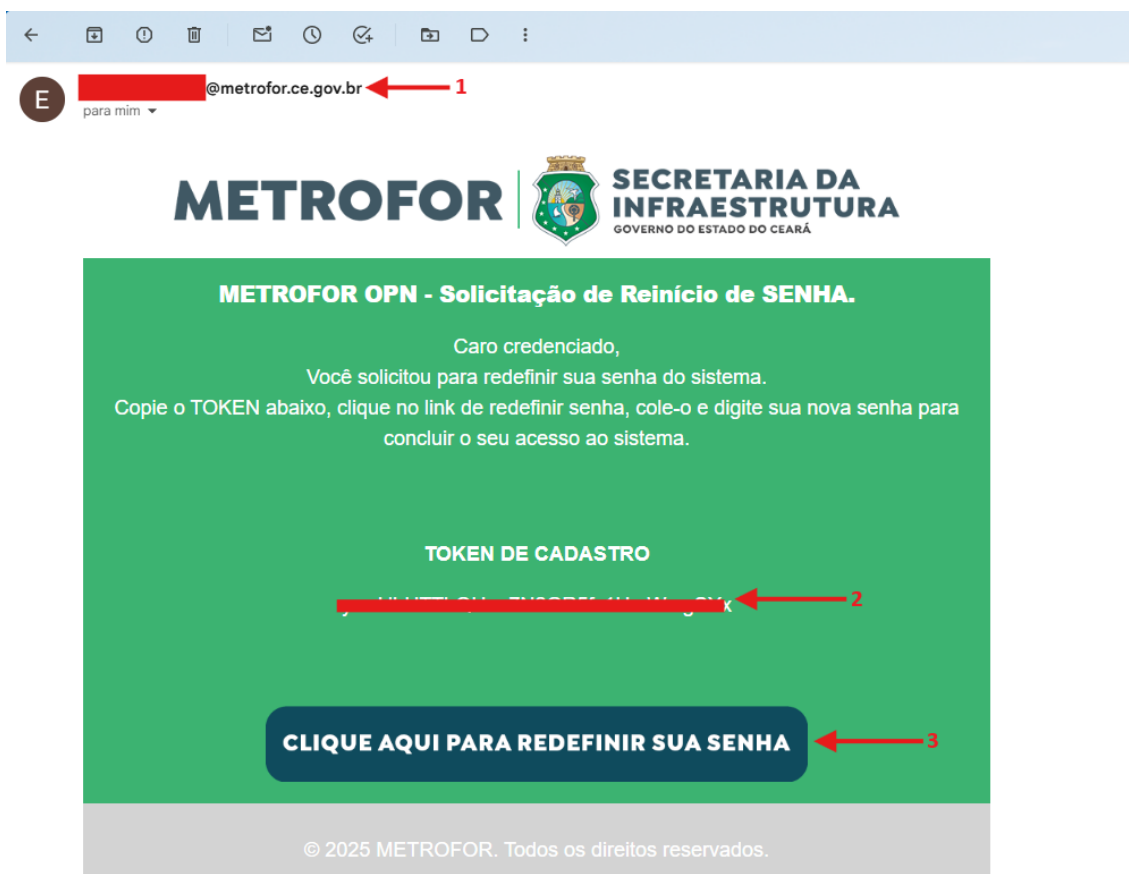 E
@metrofor.ce.gov.br
1
para mim
METROFOR
SECRETARIA DA
INFRAESTRUTURA
GOVERNO DO ESTADO DO CEARÁ
METROFOR OPN - Solicitação de Reinício de SENHA.
Caro credenciado,
Você solicitou para redefinir sua senha do sistema.
Copie o TOKEN abaixo, clique no link de redefinir senha, cole-o e digite sua nova senha para
concluir o seu acesso ao sistema.
TOKEN DE CADASTRO
2
CLIQUE AQUI PARA REDEFINIR SUA SENHA
3
© 2025 METROFOR. Todos os direitos reservados.